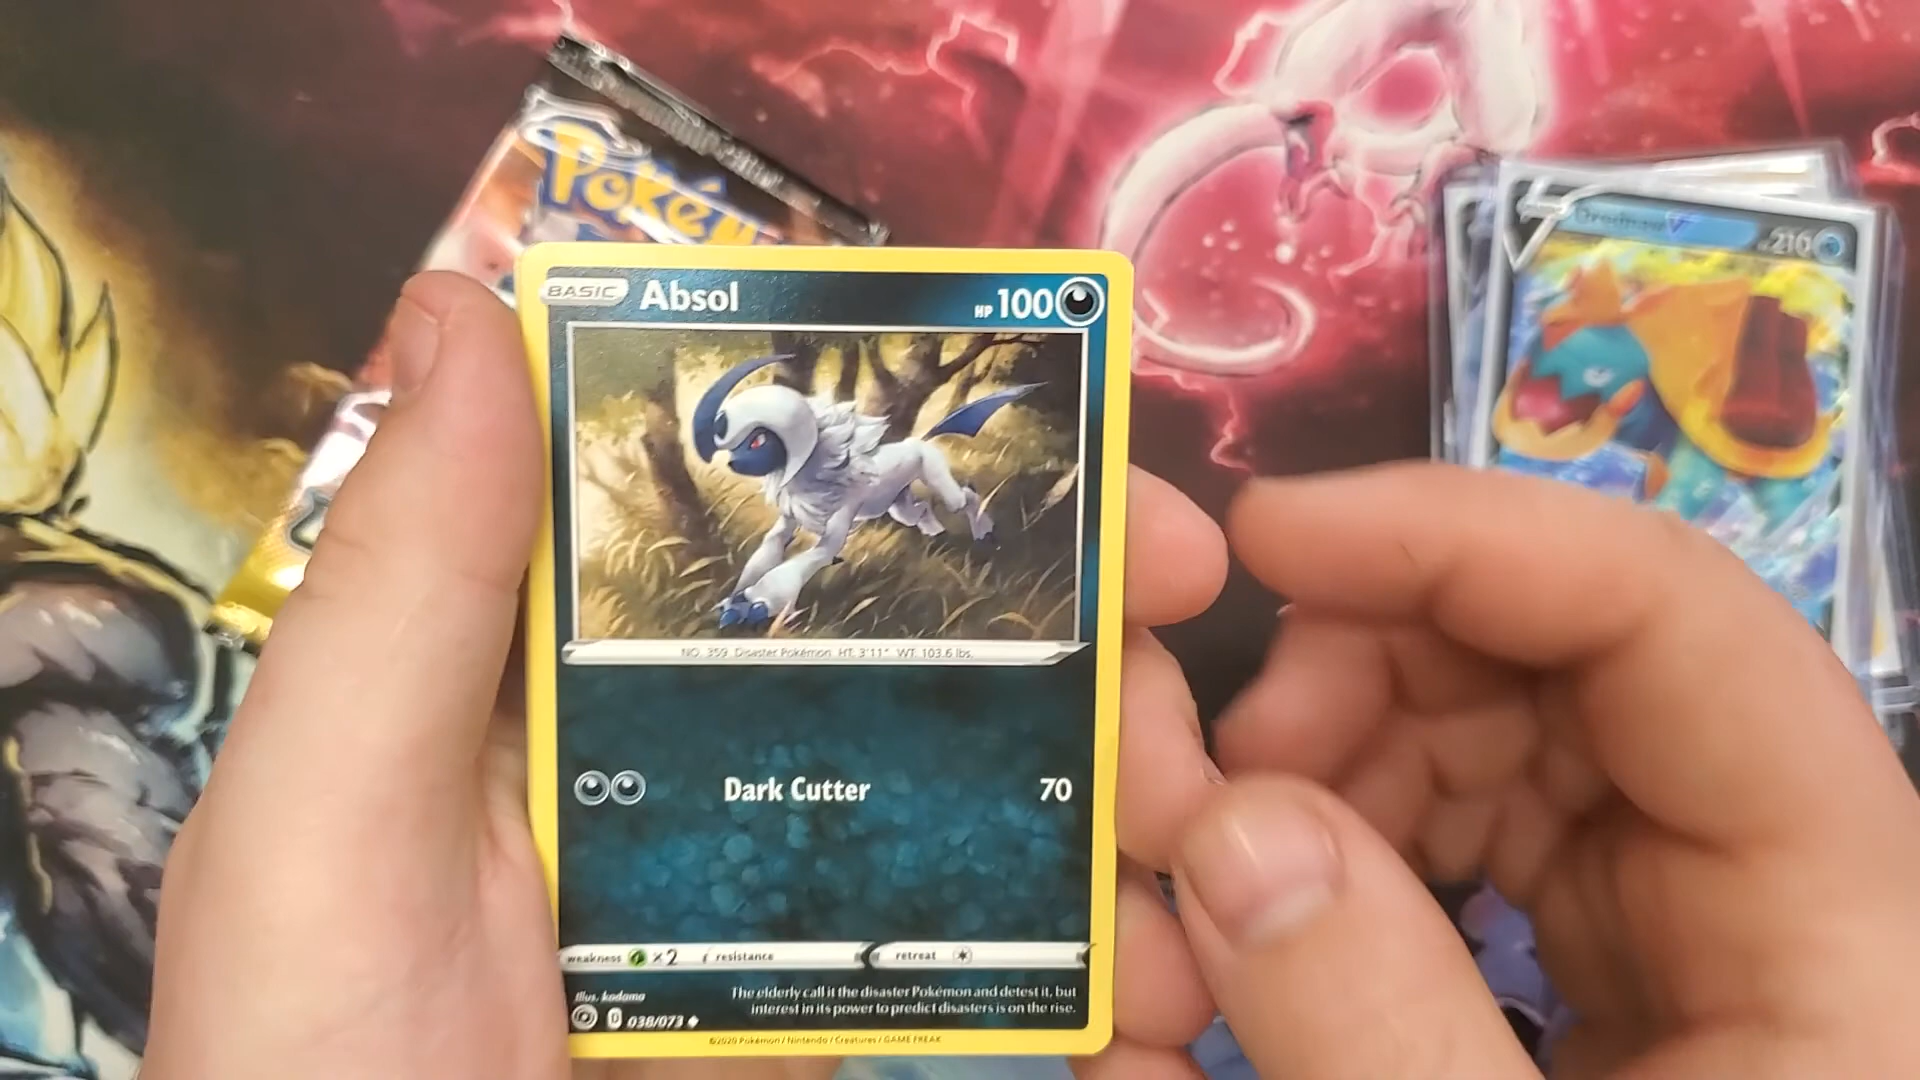 Pokém
Drednaw V
210
BASIC Absol HP 100
NO. 359 Disaster Pokémon HT: 3'11" WT: 103.6 lbs.
Dark Cutter 70
weakness ×2 resistance retreat
Illus. kodama
The elderly call it the disaster Pokémon and detest it, but
interest in its power to predict disasters is on the rise.
D 038/073
©2020 Pokémon / Nintendo / Creatures / GAME FREAK